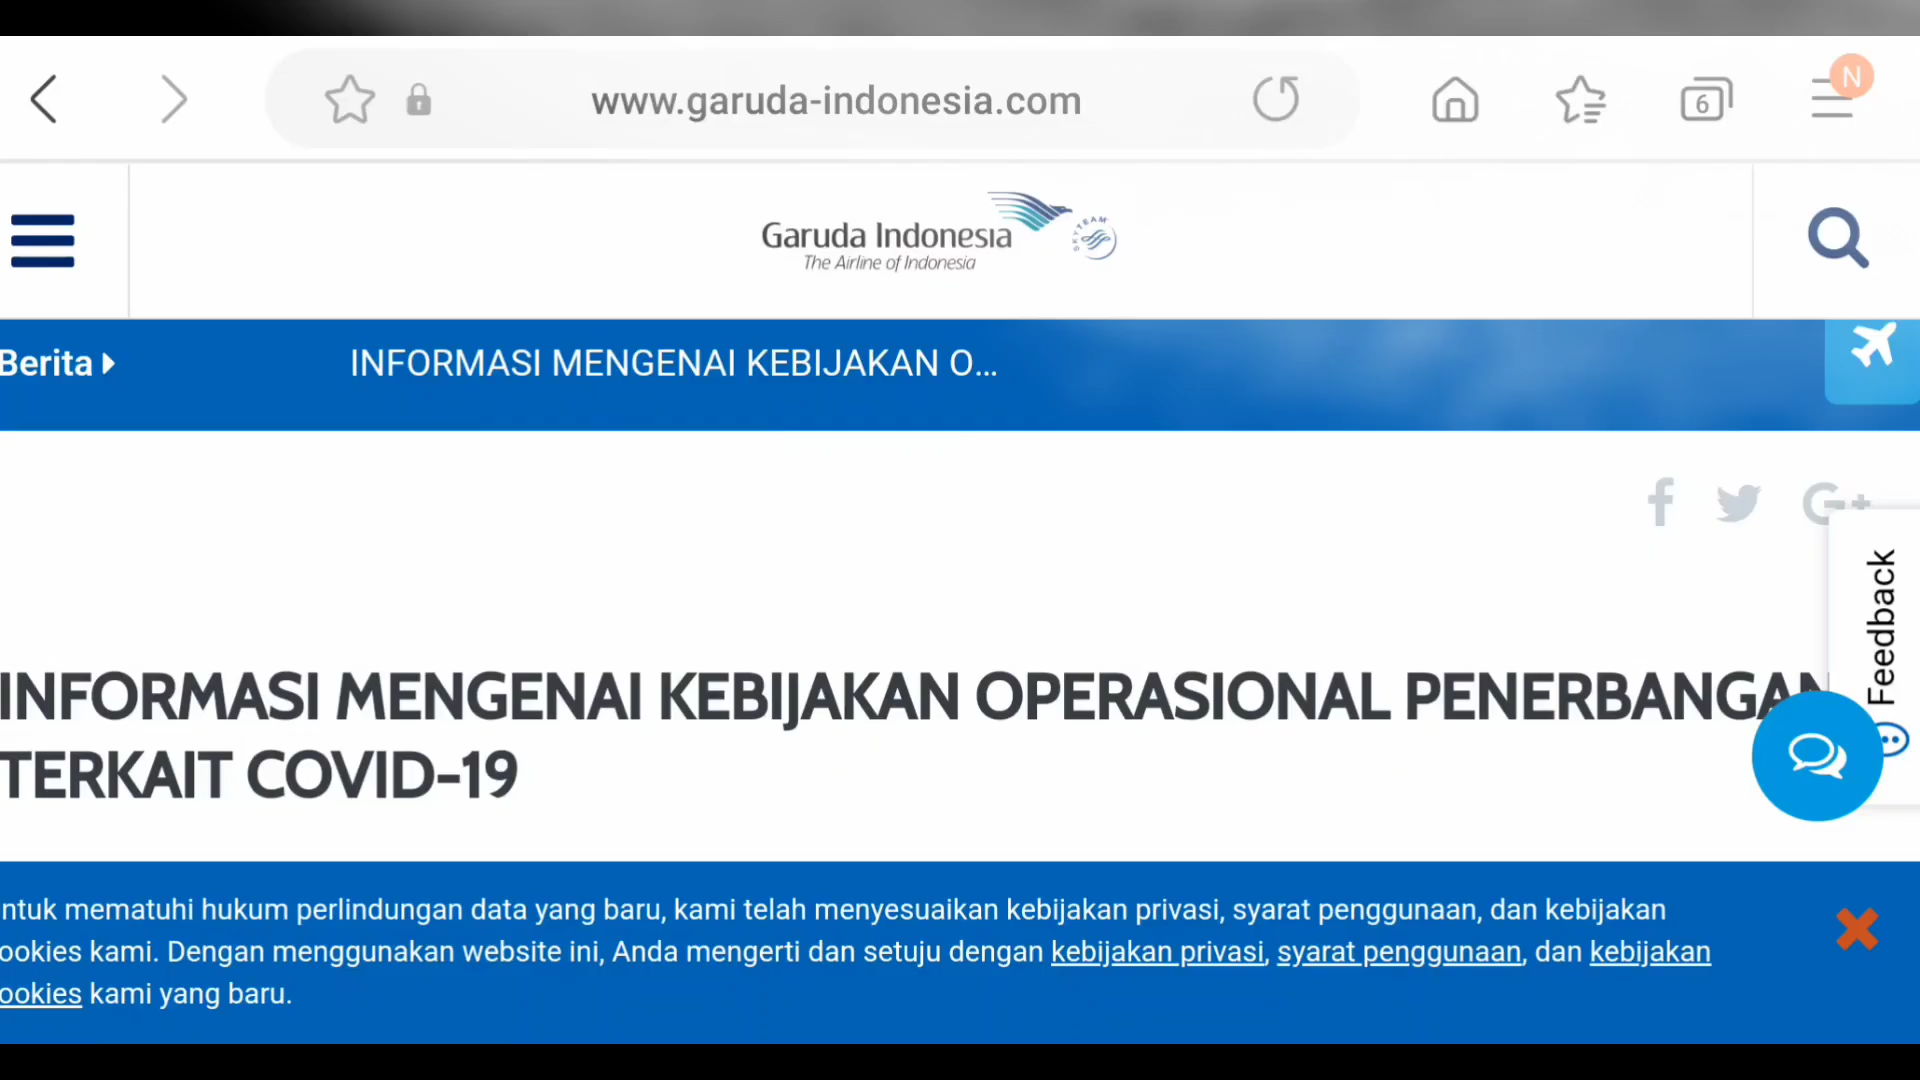 www.garuda-indonesia.com
6
N
Garuda Indonesia
The Airline of Indonesia
SKYTEAM
Berita
INFORMASI MENGENAI KEBIJAKAN O...
G+
Feedback
INFORMASI MENGENAI KEBIJAKAN OPERASIONAL PENERBANGAN
TERKAIT COVID-19
ntuk mematuhi hukum perlindungan data yang baru, kami telah menyesuaikan kebijakan privasi, syarat penggunaan, dan kebijakan
ookies kami. Dengan menggunakan website ini, Anda mengerti dan setuju dengan kebijakan privasi, syarat penggunaan, dan kebijakan
ookies kami yang baru.